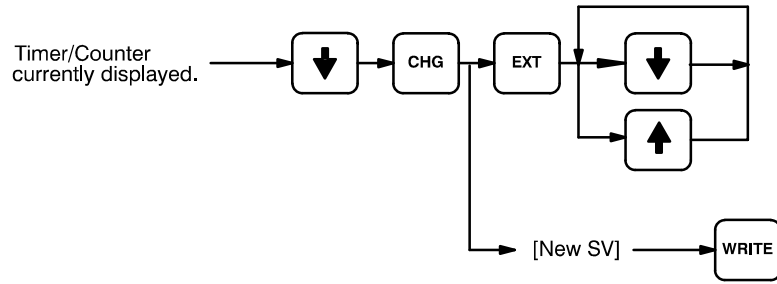 Timer/Counter
currently displayed.
CHG
EXT
[New SV]
WRITE